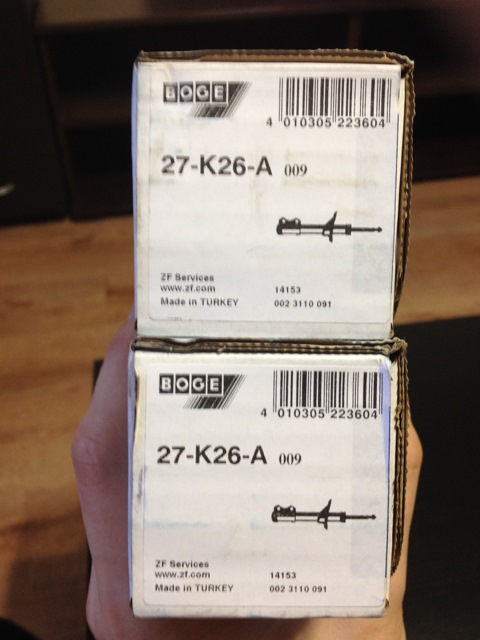 BOGE
4 010305 223604
27-K26-A 009
ZF Services
www.zf.com 14153
Made in TURKEY 002 3110 091
BOGE
4 010305 223604
27-K26-A 009
ZF Services
www.zf.com 14153
Made in TURKEY 002 3110 091